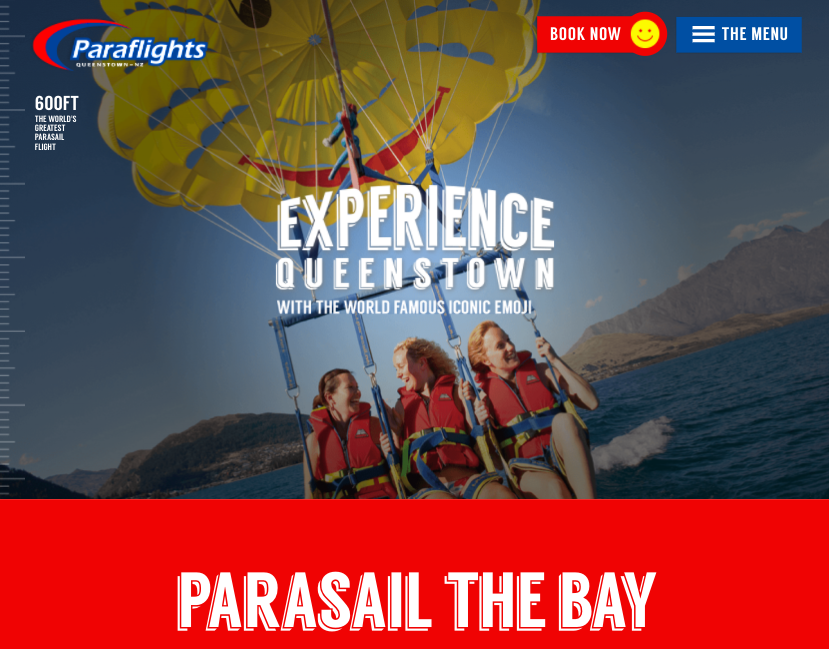 Paraflights
QUEENSTOWN - NZ
BOOK NOW
THE MENU
600FT
THE WORLD'S
GREATEST
PARASAIL
FLIGHT
EXPERIENCE
QUEENSTOWN
WITH THE WORLD FAMOUS ICONIC EMOJI
PARASAIL THE BAY